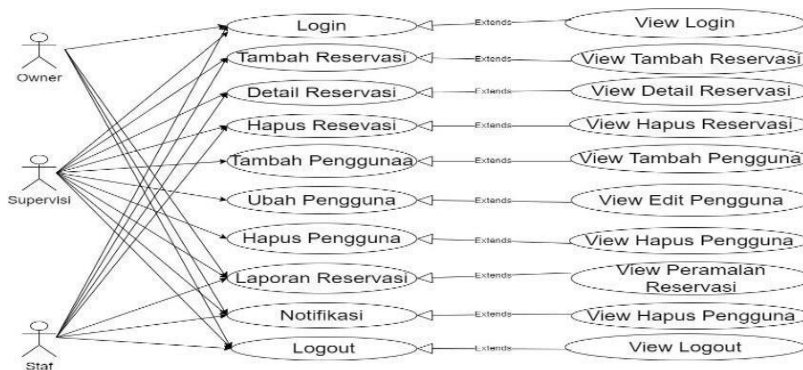 Login
Extends
View Login
Owner
Tambah Reservasi
Extends
View Tambah Reservasi
Detail Reservasi
Extends
View Detail Reservasi
Hapus Resevasi
Extends
View Hapus Reservasi
Supervisi
Tambah Penggunaa
Extends
View Tambah Pengguna
Ubah Pengguna
Extends
View Edit Pengguna
Hapus Pengguna
Extends
View Hapus Pengguna
Laporan Reservasi
Extends
View Peramalan
Reservasi
Notifikasi
Extends
View Hapus Pengguna
Staf
Logout
Extends
View Logout